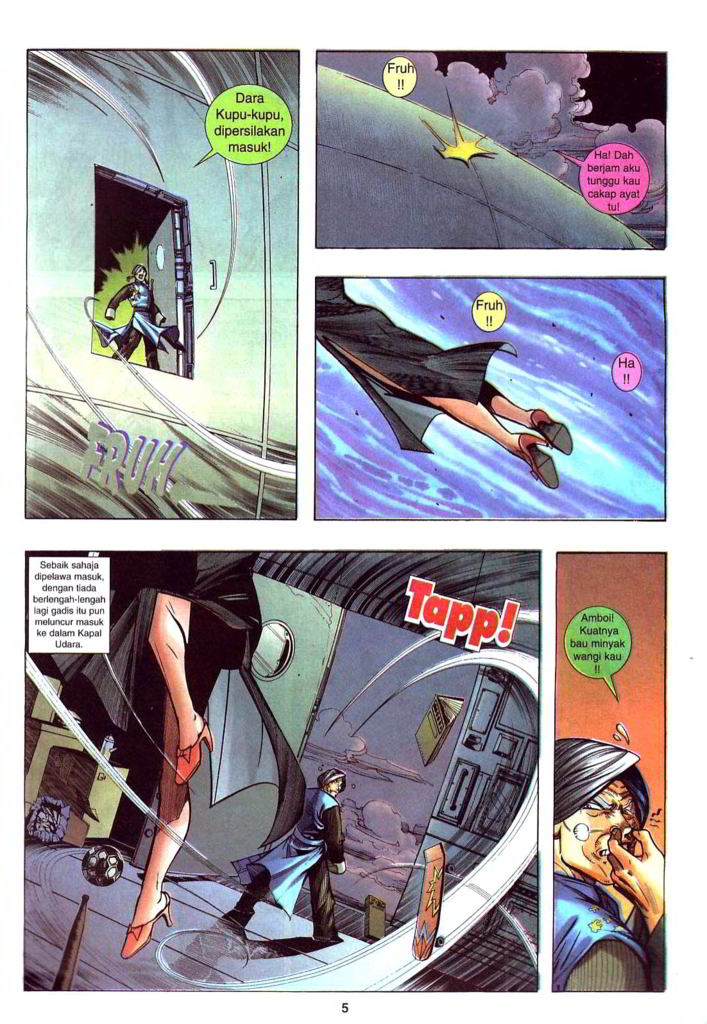 Dara
Kupu-kupu,
dipersilakan
masuk!
FRUH!
Fruh
!!
Ha! Dah
berjam aku
tunggu kau
cakap ayat
tu!
Fruh
!!
Ha
!!
Sebaik sahaja
dipelawa masuk,
dengan tiada
berlengah-lengah
lagi gadis itu pun
meluncur masuk
ke dalam Kapal
Udara.
Tapp!
Amboi!
Kuatnya
bau minyak
wangi kau
!!
5